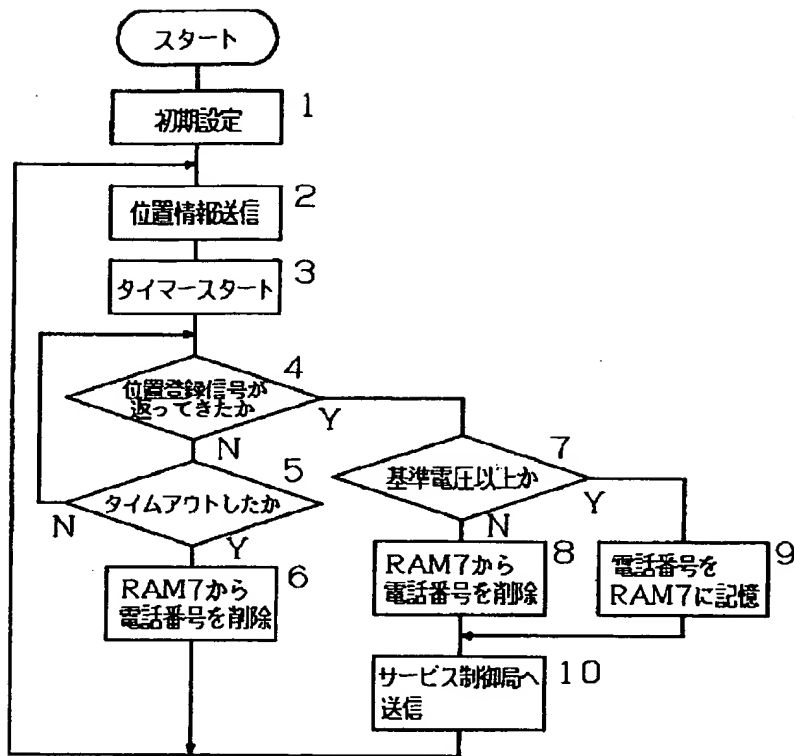 スタート
初期設定
1
位置情報送信
2
タイマースタート
3
位置登録信号が
返ってきたか
4
Y
N
タイムアウトしたか
5
N
Y
RAM7から
電話番号を削除
6
基準電圧以上か
7
Y
N
RAM7から
電話番号を削除
8
電話番号を
RAM7に記憶
9
サービス制御局へ
送信
10